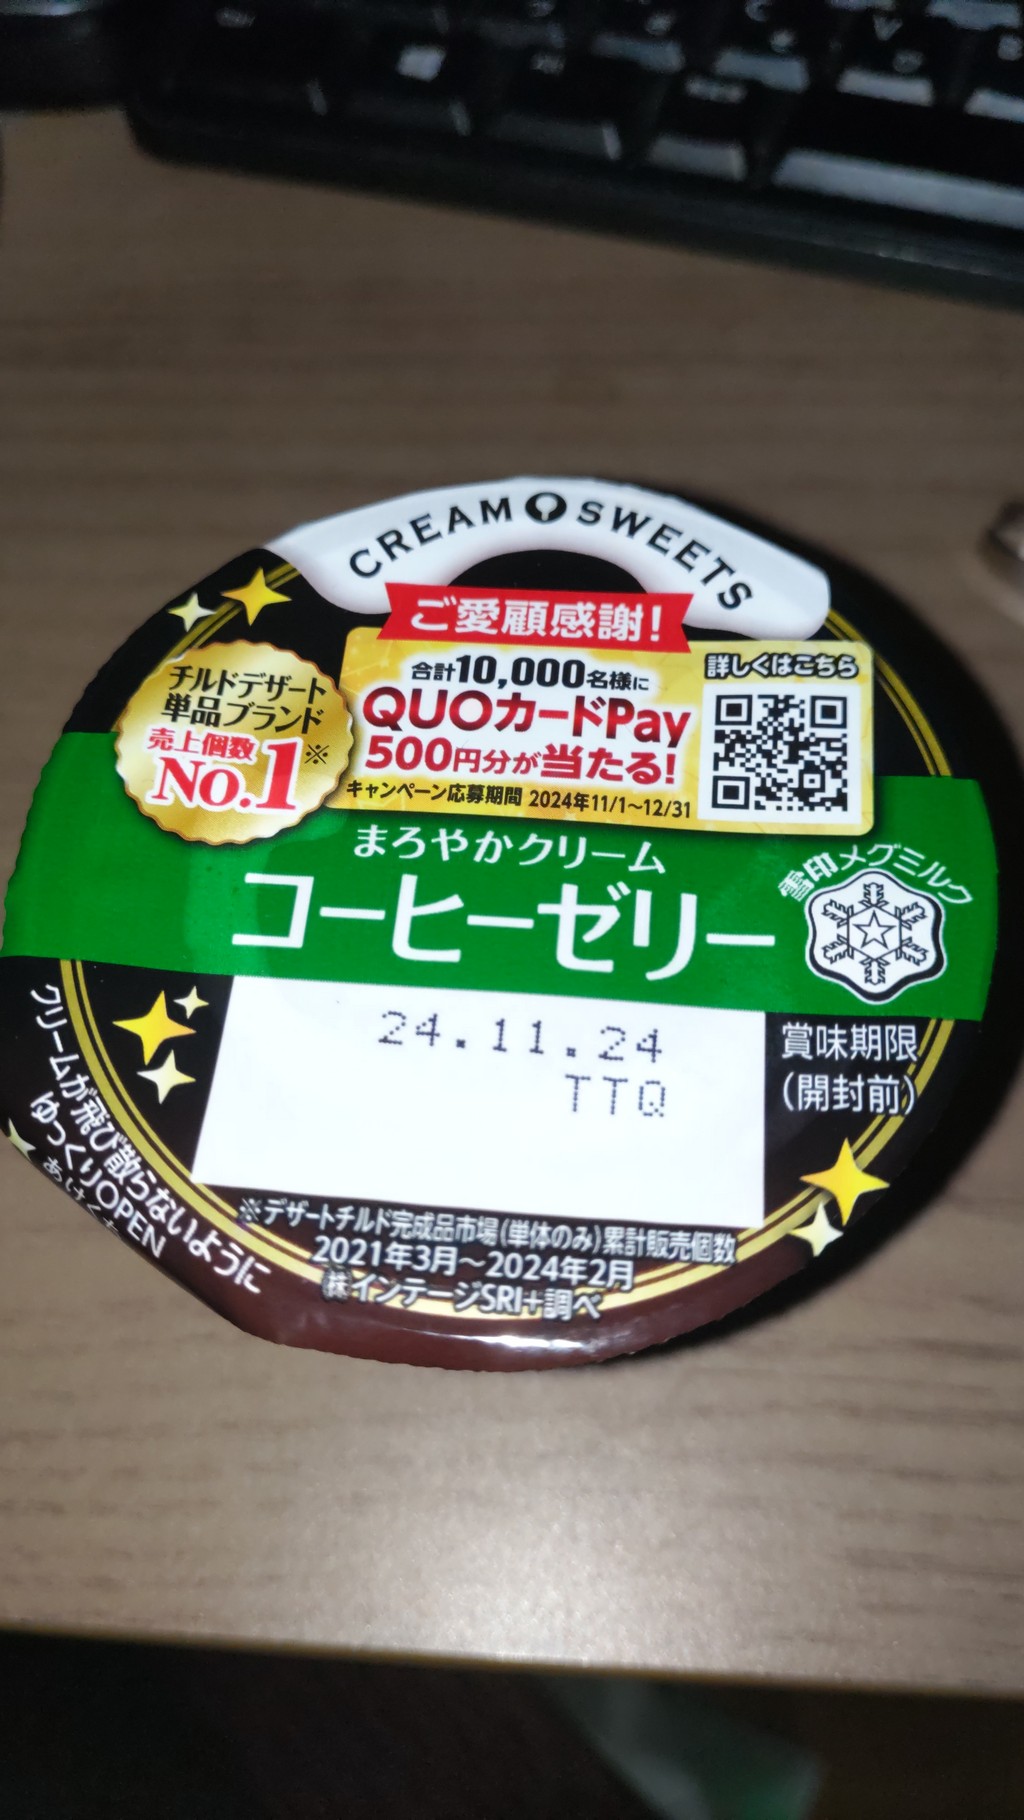 CREAM SWEETS
ご愛顧感謝!
合計10,000名様に
QUOカードPay
500円分が当たる!
キャンペーン応募期間 2024年11/1~12/31
詳しくはこちら
チルドデザート
単品ブランド
売上個数※
No.1
まろやかクリーム
コーヒーゼリー
雪印メグミルク
24.11.24
TTQ
賞味期限
(開封前)
クリームが飛び散らないように
ゆっくりOPEN
※デザートチルド完成品市場(単体のみ)累計販売個数
2021年3月~2024年2月
㈱インテージSRI+調べ